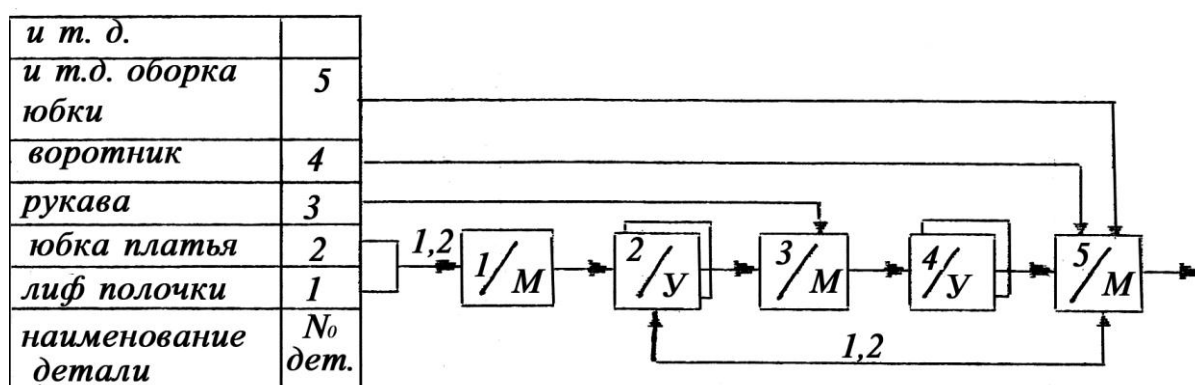 и т. д.
и т.д. оборка 5
юбки
воротник 4
рукава 3
юбка платья 2
лиф полочки 1
наименование № дет.
детали
1,2
1/М
2/У
3/М
4/У
5/М
1,2